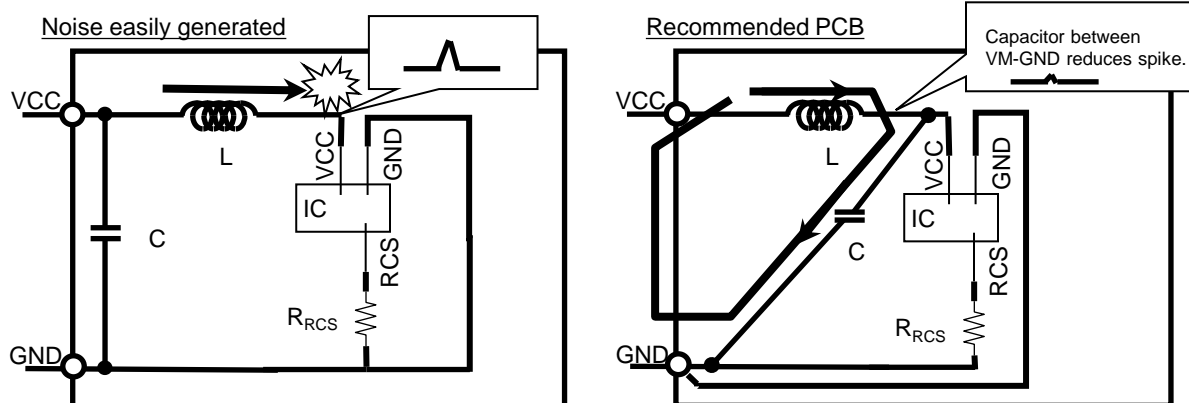 Noise easily generated
VCC
L
VCC
GND
IC
C
RCS
RRCS
GND
Recommended PCB
Capacitor between
VM-GND reduces spike.
VCC
L
VCC
GND
IC
C
RCS
RRCS
GND